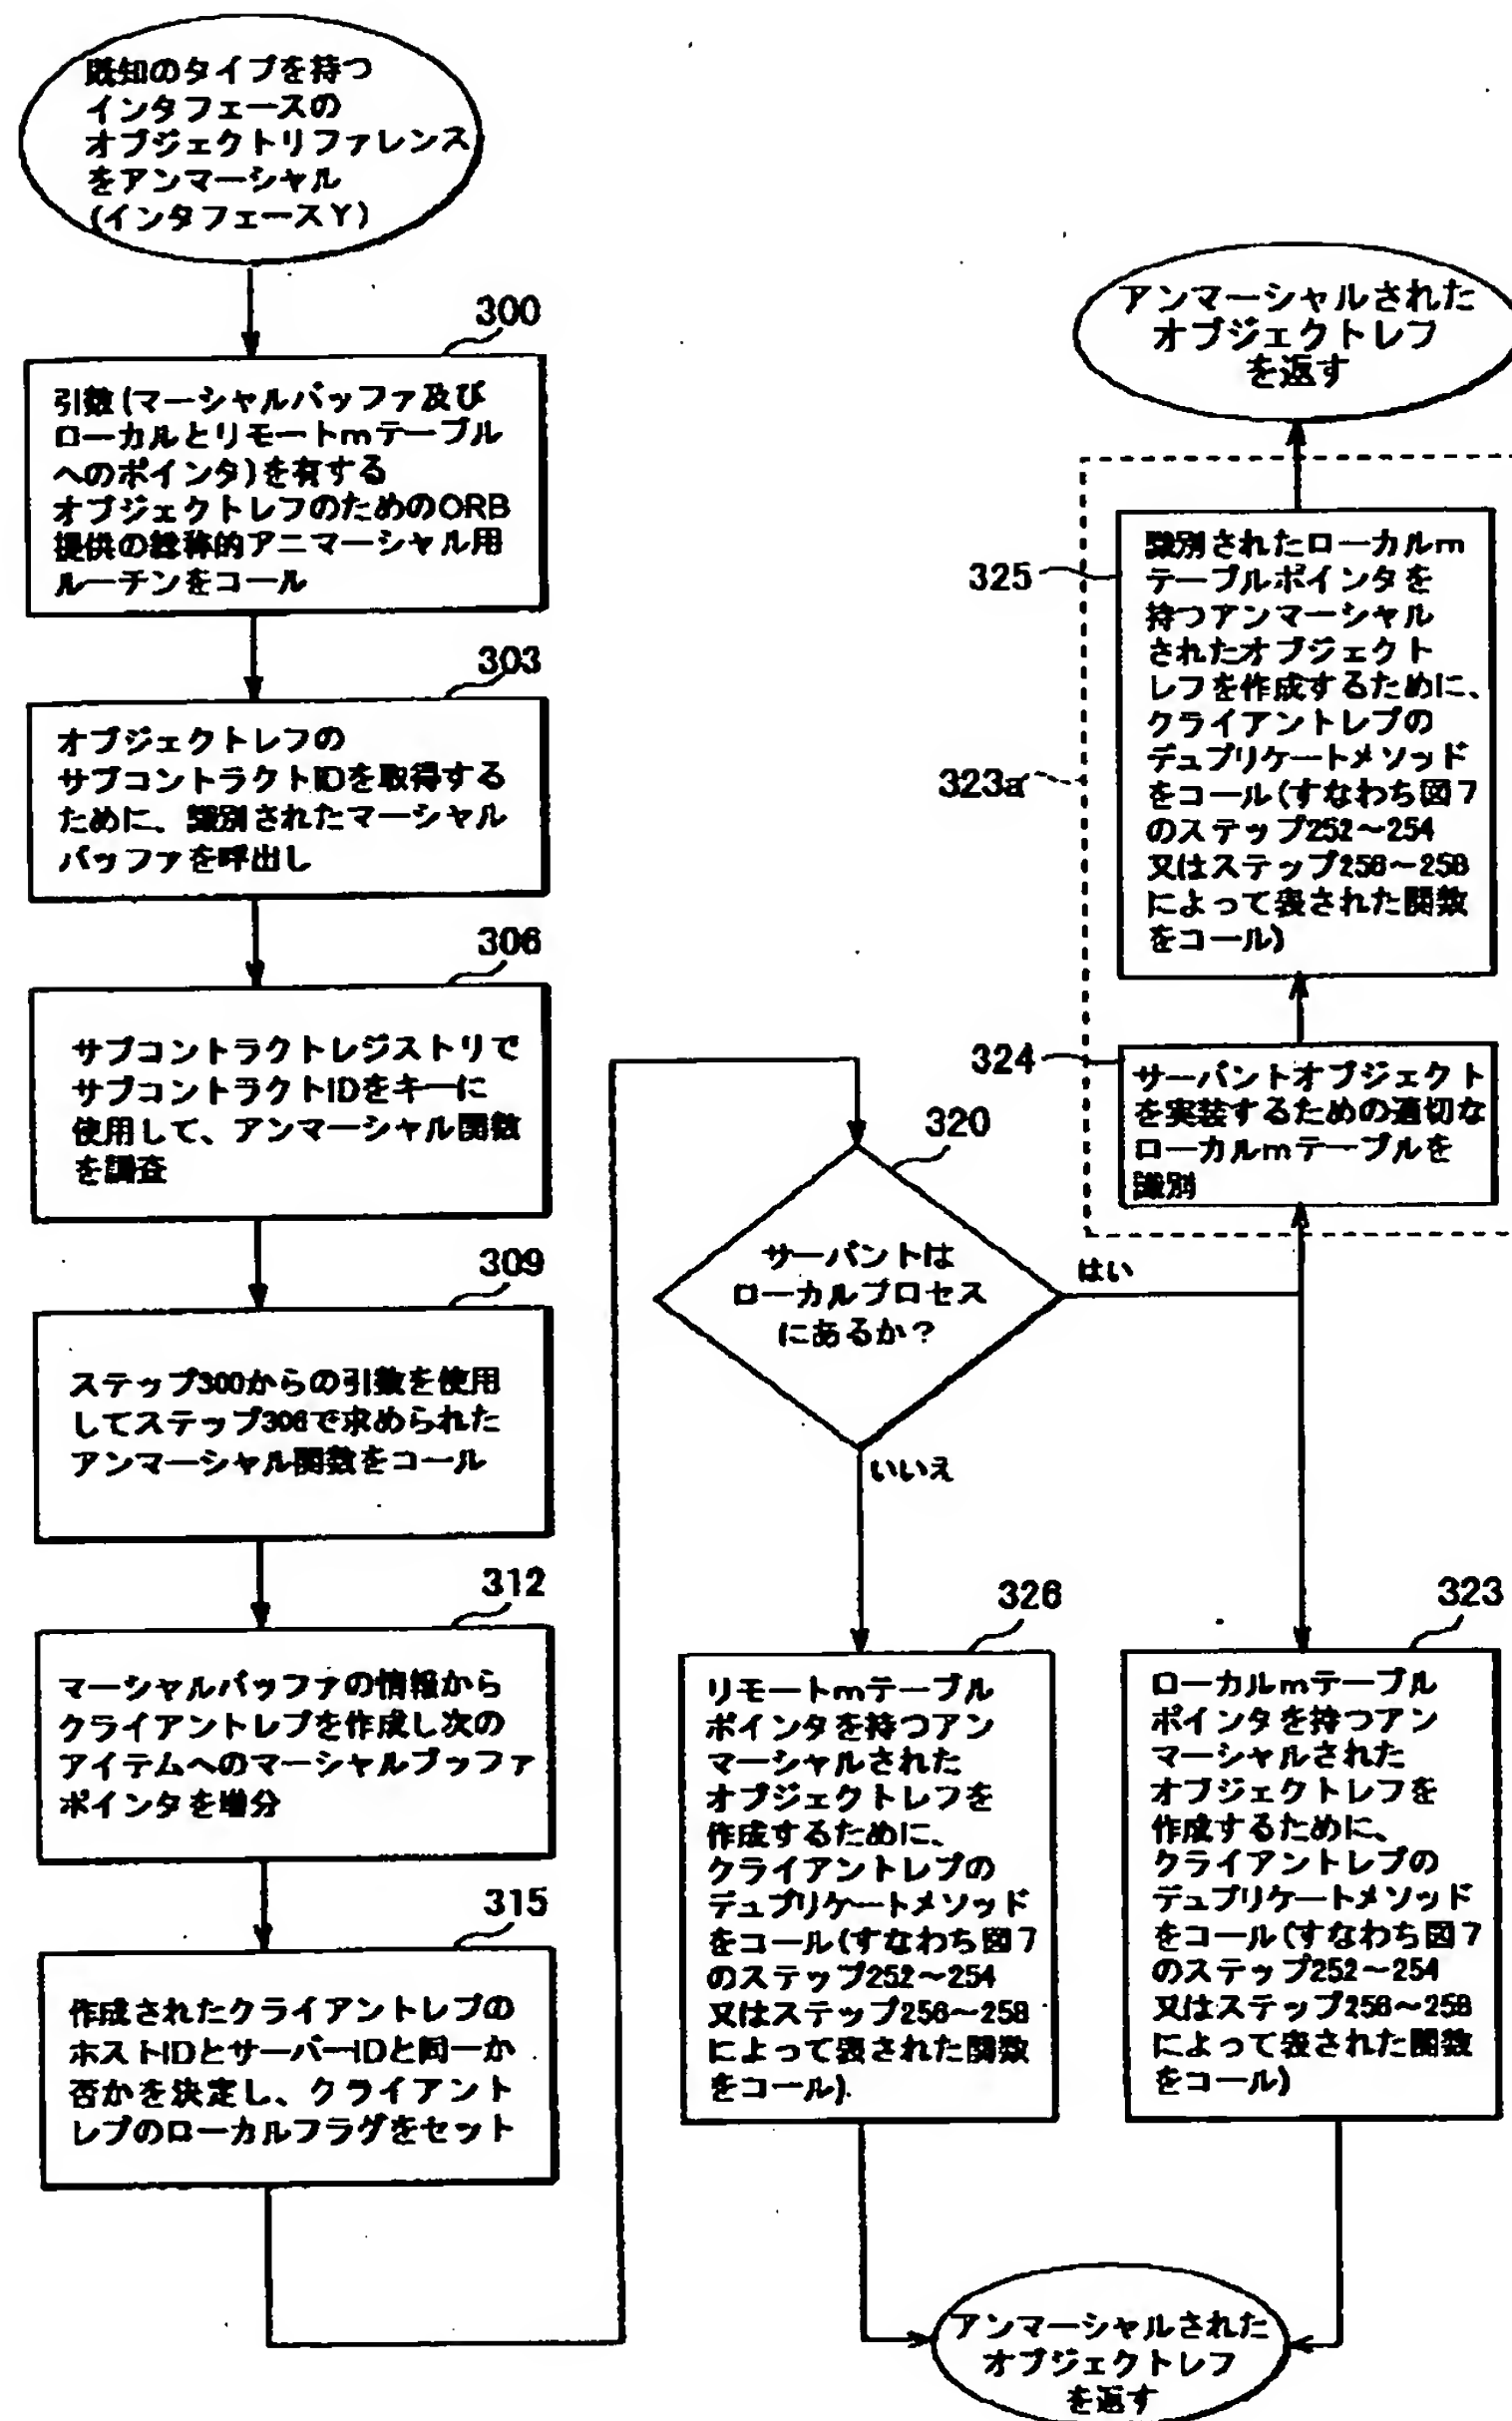 既知のタイプを持つ
インタフェースの
オブジェクトリファレンス
をアンマーシャル
(インタフェースY)
300
引数(マーシャルバッファ及び
ローカルとリモートmテーブル
へのポインタ)を有する
オブジェクトレフのためのORB
提供の総称的アニマーシャル用
ルーチンをコール
303
オブジェクトレフの
サブコントラクトIDを取得する
ために、識別されたマーシャル
バッファを呼出し
306
サブコントラクトレジストリで
サブコントラクトIDをキーに
使用して、アンマーシャル関数
を調査
309
ステップ300からの引数を使用
してステップ306で求められた
アンマーシャル関数をコール
312
マーシャルバッファの情報から
クライアントレプを作成し次の
アイテムへのマーシャルブッファ
ポインタを増分
315
作成されたクライアントレプの
ホストIDとサーバーIDと同一か
否かを決定し、クライアント
レプのローカルフラグをセット
320
サーバントは
ローカルプロセス
にあるか?
はい
いいえ
アンマーシャルされた
オブジェクトレフ
を返す
325
識別されたローカルm
テーブルポインタを
持つアンマーシャル
されたオブジェクト
レフを作成するために、
クライアントレプの
デュプリケートメソッド
をコール(すなわち図7
のステップ252〜254
又はステップ256〜258
によって表された関数
をコール)
323a
324
サーバントオブジェクト
を実装するための適切な
ローカルmテーブルを
識別
326
リモートmテーブル
ポインタを持つアン
マーシャルされた
オブジェクトレフを
作成するために、
クライアントレプの
デュプリケートメソッド
をコール(すなわち図7
のステップ252〜254
又はステップ256〜258
によって表された関数
をコール).
323
ローカルmテーブル
ポインタを持つアン
マーシャルされた
オブジェクトレフを
作成するために、
クライアントレプの
デュプリケートメソッド
をコール(すなわち図7
のステップ252〜254
又はステップ256〜258
によって表された関数
をコール)
アンマーシャルされた
オブジェクトレフ
を返す